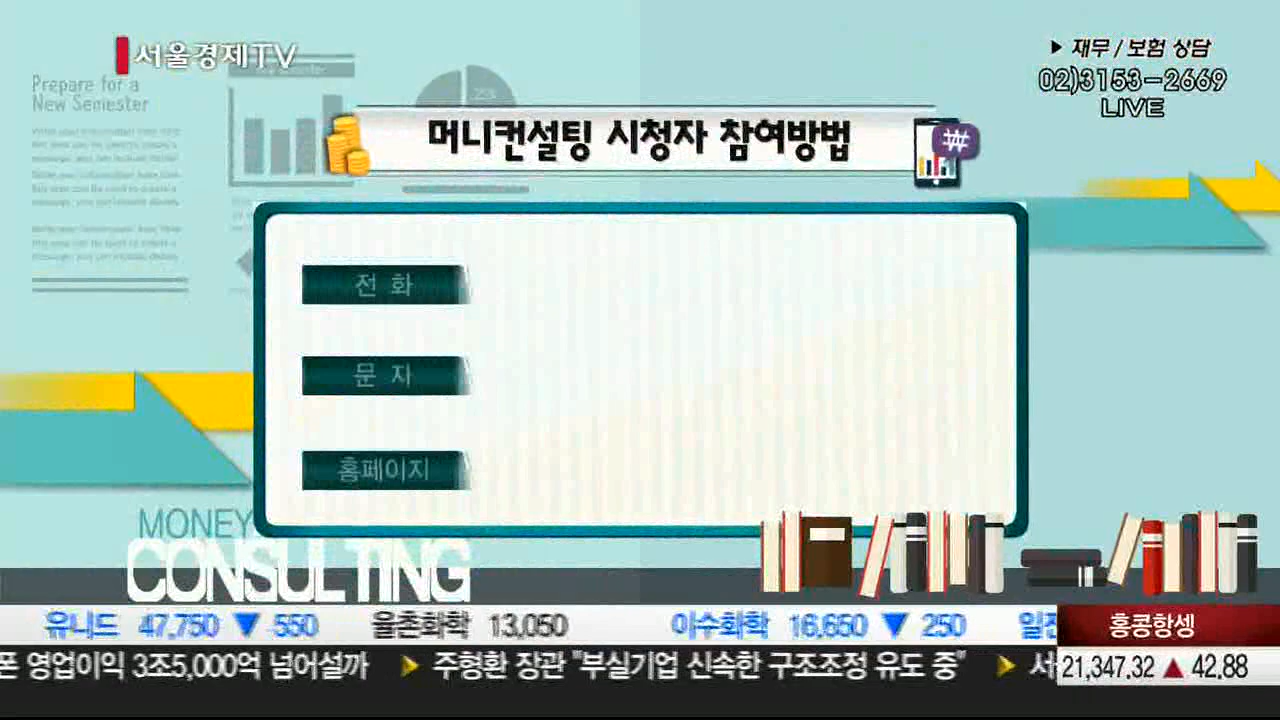 서울경제TV
▶ 재무/보험 상담
02)3153-2669
LIVE
Prepare for a
New Semester
25%
머니컨설팅 시청자 참여방법
전 화
문 자
홈페이지
MONEY
CONSULTING
유니드 47,750 ▼ 550 율촌화학 13,050 이수화학 16,650 ▼ 250 일진
홍콩항셍
폰 영업이익 3조5,000억 넘어설까 ▶ 주형환 장관 "부실기업 신속한 구조조정 유도 중" ▶ 서
21,347.32 ▲ 42.88